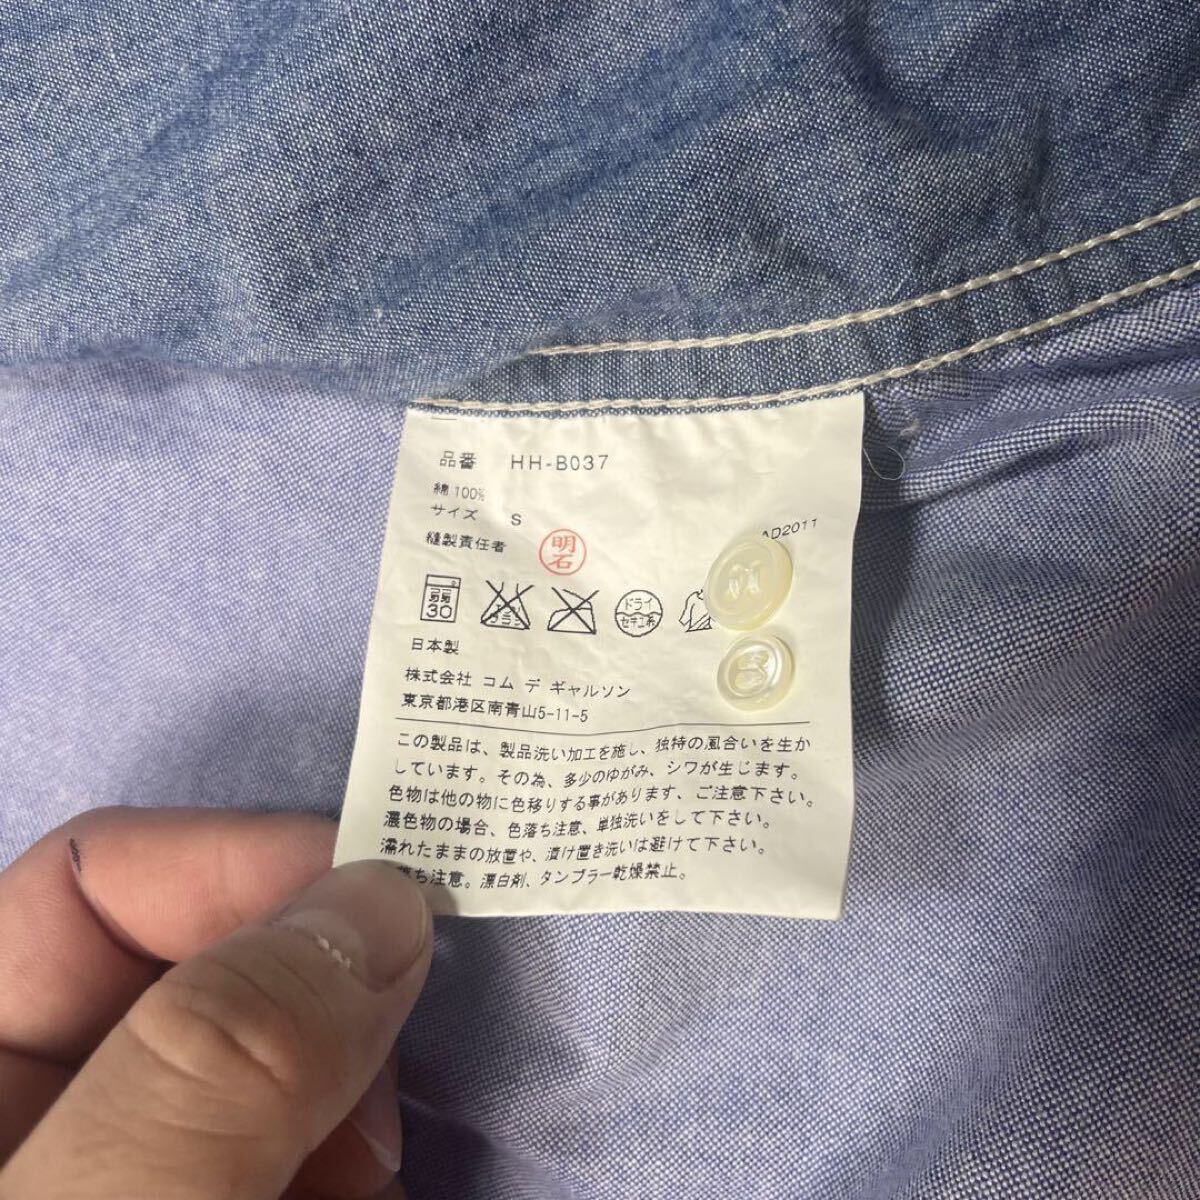 品番 HH-B037
綿 100%
サイズ S
AD2011
縫製責任者 明石
弱 30
ドライ
セキユ系
日本製
株式会社 コム デ ギャルソン
東京都港区南青山5-11-5
この製品は、製品洗い加工を施し、独特の風合いを生か
しています。その為、多少のゆがみ、シワが生じます。
色物は他の物に色移りする事があります、ご注意下さい。
濃色物の場合、色落ち注意、単独洗いをして下さい。
濡れたままの放置や、漬け置き洗いは避けて下さい。
落ち注意。漂白剤、タンブラー乾燥禁止。